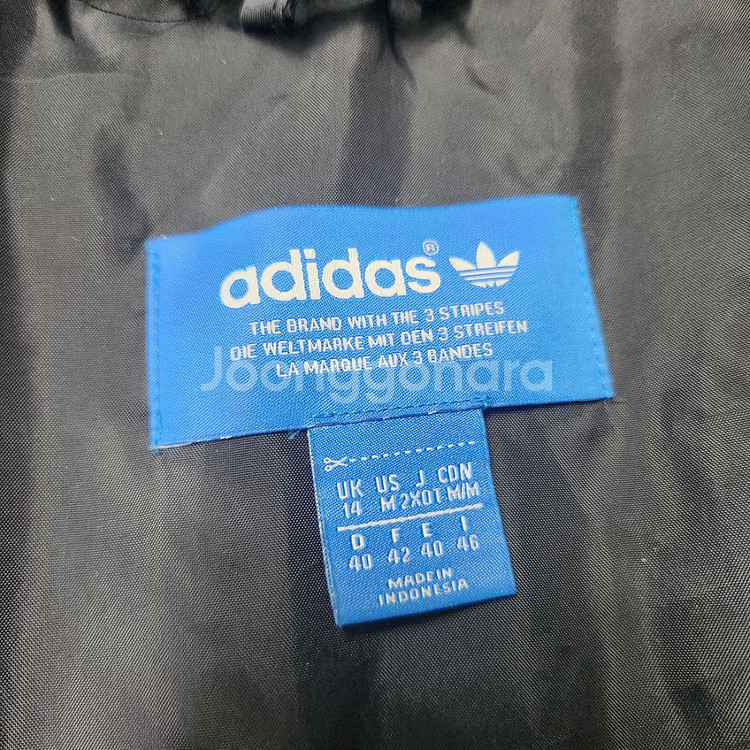 adidas®
THE BRAND WITH THE 3 STRIPES
DIE WELTMARKE MIT DEN 3 STREIFEN
LA MARQUE AUX 3 BANDES
Joonggonara
UK US J CDN
14 M 2XOT M/M
D F E I
40 42 40 46
MADE IN
INDONESIA